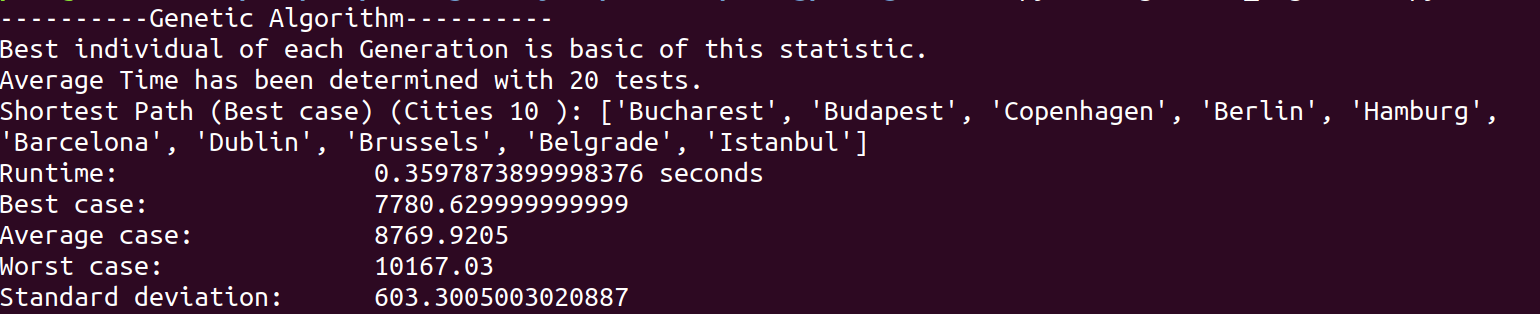 ----------Genetic Algorithm----------
Best individual of each Generation is basic of this statistic.
Average Time has been determined with 20 tests.
Shortest Path (Best case) (Cities 10 ): ['Bucharest', 'Budapest', 'Copenhagen', 'Berlin', 'Hamburg',
'Barcelona', 'Dublin', 'Brussels', 'Belgrade', 'Istanbul']
Runtime: 0.3597873899998376 seconds
Best case: 7780.629999999999
Average case: 8769.9205
Worst case: 10167.03
Standard deviation: 603.3005003020887